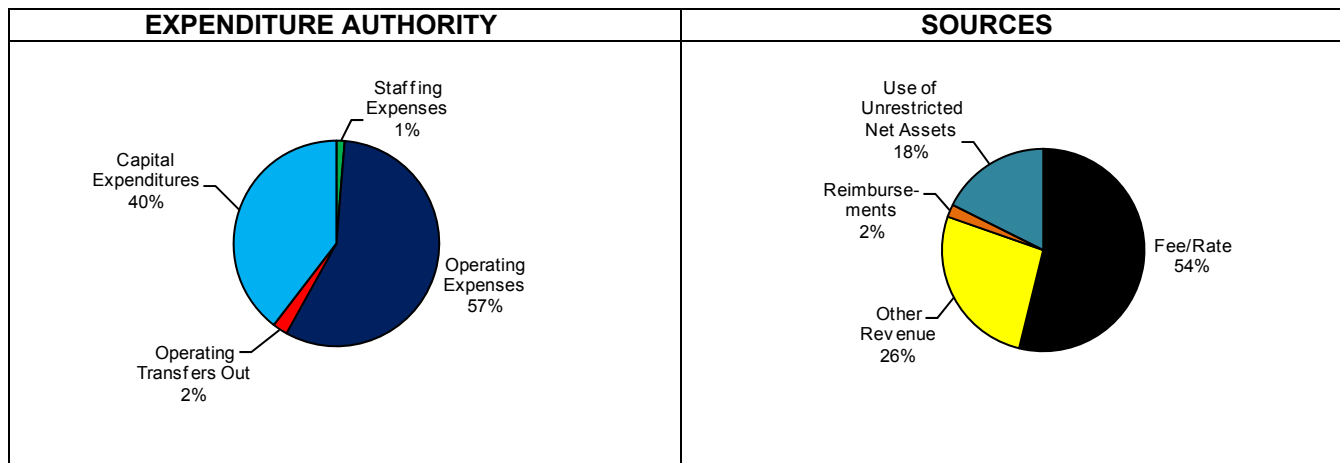 EXPENDITURE AUTHORITY
Staffing
Expenses
1%
Capital
Expenditures
40%
Operating
Expenses
57%
Operating
Transfers Out
2%
SOURCES
Use of
Unrestricted
Net Assets
18%
Reimburse-
ments
2%
Fee/Rate
54%
Other
Revenue
26%